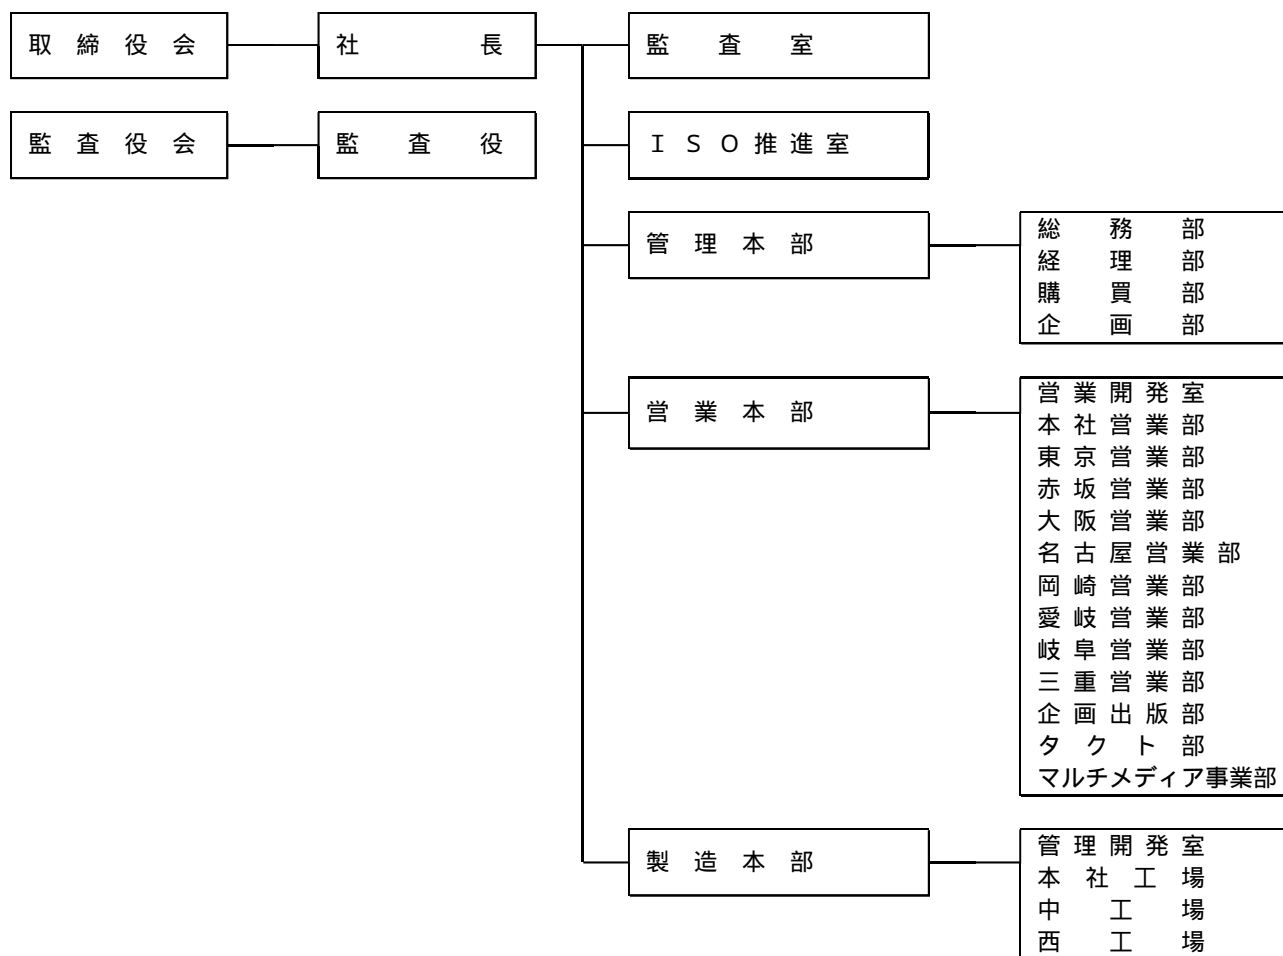 取締役会
社長
監査室
監査役会
監査役
ＩＳＯ推進室
管理本部
総務部
経理部
購買部
企画部
営業本部
営業開発室
本社営業部
東京営業部
赤坂営業部
大阪営業部
名古屋営業部
岡崎営業部
愛岐営業部
岐阜営業部
三重営業部
企画出版部
タクト部
マルチメディア事業部
製造本部
管理開発室
本社工場
中工場
西工場